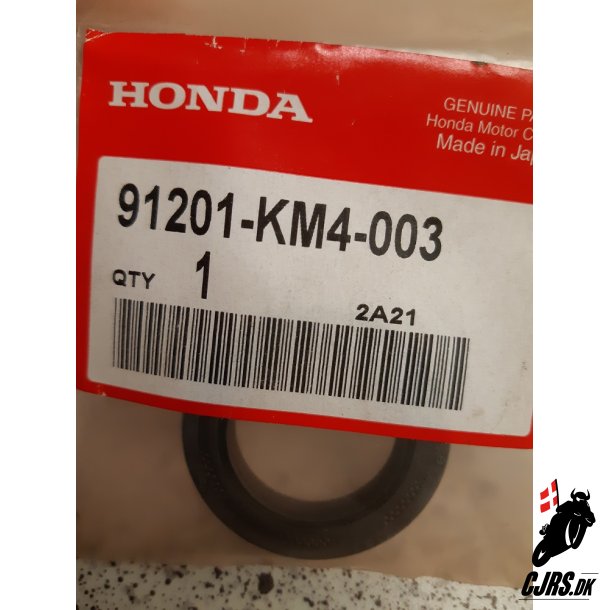 HONDA
GENUINE PA
Honda Motor C
Made in Jap
91201-KM4-003
QTY 1
2A21
CJRS.DK